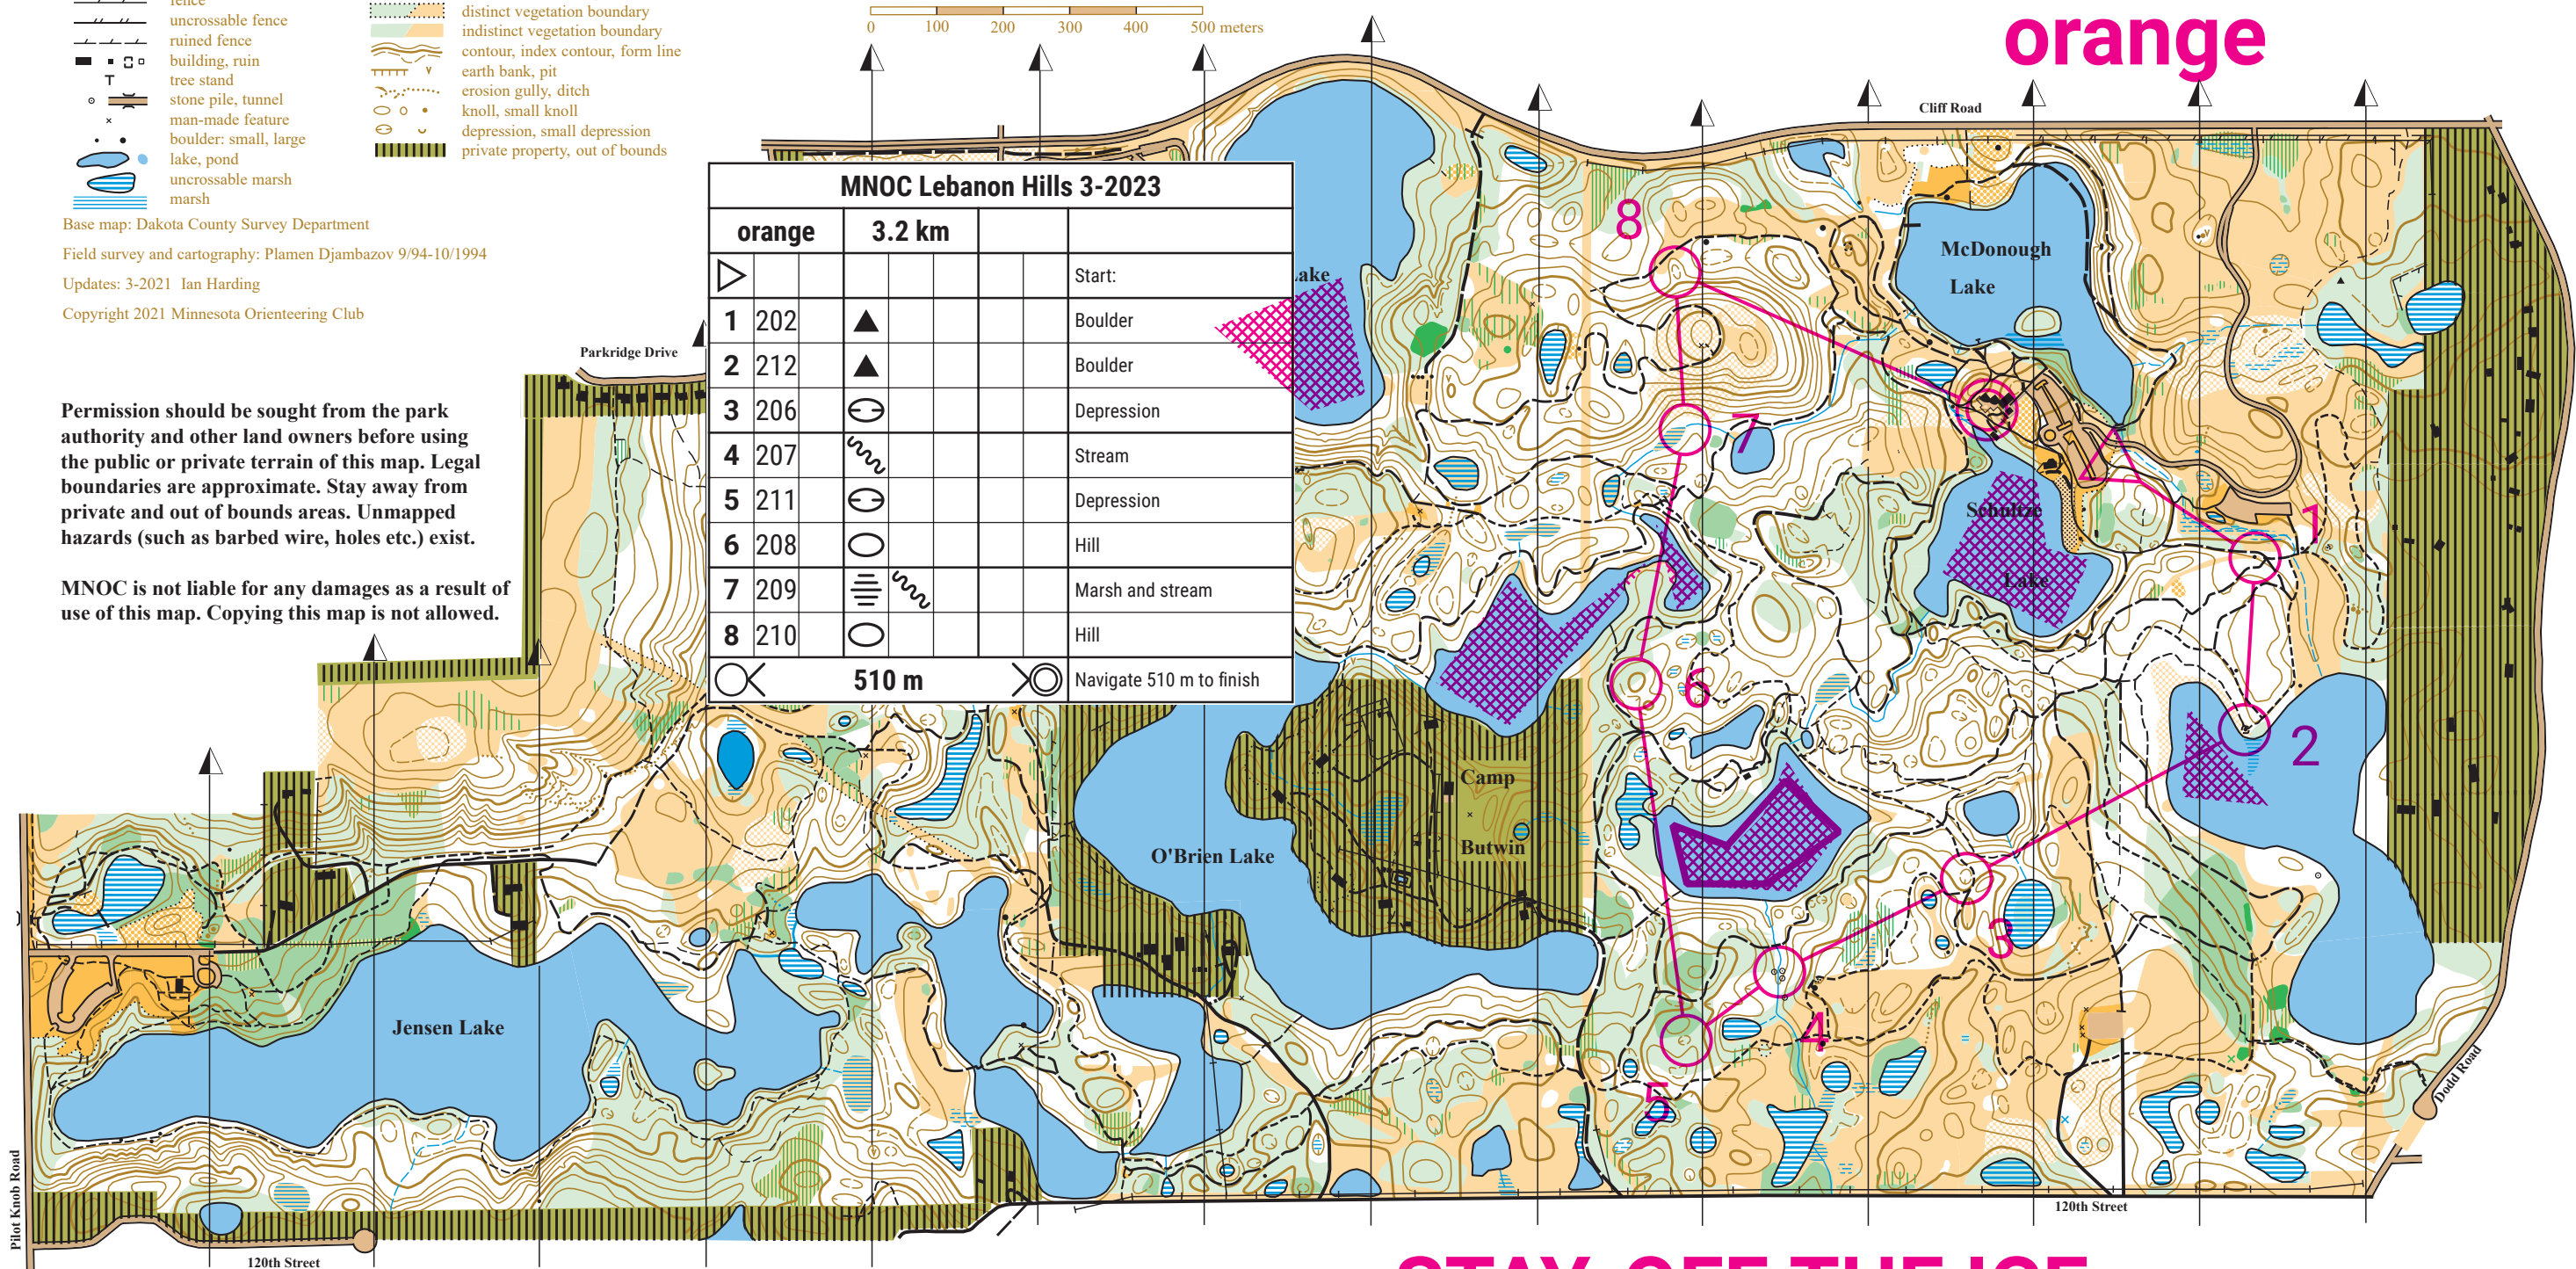 fence
uncrossable fence
ruined fence
building, ruin
tree stand
stone pile, tunnel
man-made feature
boulder: small, large
lake, pond
uncrossable marsh
marsh
distinct vegetation boundary
indistinct vegetation boundary
contour, index contour, form line
earth bank, pit
erosion gully, ditch
knoll, small knoll
depression, small depression
private property, out of bounds
0 100 200 300 400 500 meters
orange
Cliff Road
Base map: Dakota County Survey Department
Field survey and cartography: Plamen Djambazov 9/94-10/1994
Updates: 3-2021 Ian Harding
Copyright 2021 Minnesota Orienteering Club
Parkridge Drive
Permission should be sought from the park
authority and other land owners before using
the public or private terrain of this map. Legal
boundaries are approximate. Stay away from
private and out of bounds areas. Unmapped
hazards (such as barbed wire, holes etc.) exist.
MNOC is not liable for any damages as a result of
use of this map. Copying this map is not allowed.
MNOC Lebanon Hills 3-2023
orange 3.2 km
Start:
1 202 Boulder
2 212 Boulder
3 206 Depression
4 207 Stream
5 211 Depression
6 208 Hill
7 209 Marsh and stream
8 210 Hill
510 m Navigate 510 m to finish
Lake
McDonough
Lake
Schultze
Lake
8
7
1
6
2
3
4
5
Camp
Butwin
O'Brien Lake
Jensen Lake
Pilot Knob Road
120th Street
120th Street
Dodd Road
STAY OFF THE ICE